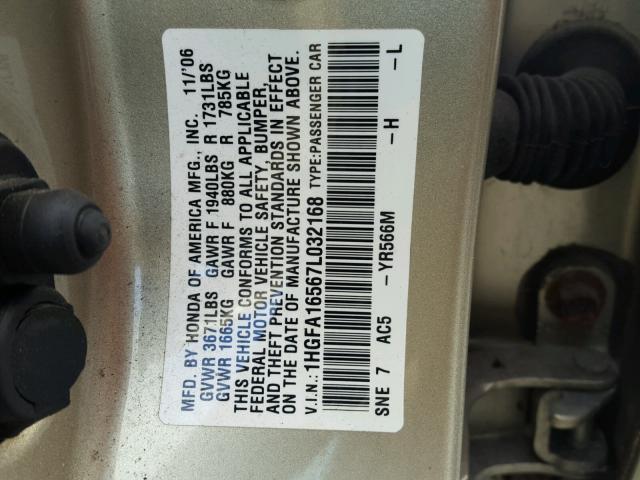 MFD. BY HONDA OF AMERICA MFG., INC. 11/'06
GVWR 3671LBS GAWR F 1940LBS R 1731LBS
GVWR 1665KG GAWR F 880KG R 785KG
THIS VEHICLE CONFORMS TO ALL APPLICABLE
FEDERAL MOTOR VEHICLE SAFETY, BUMPER,
AND THEFT PREVENTION STANDARDS IN EFFECT
ON THE DATE OF MANUFACTURE SHOWN ABOVE.
V.I.N.: 1HGFA16567L032168 TYPE:PASSENGER CAR
SNE 7 AC5 -YR566M -H -L